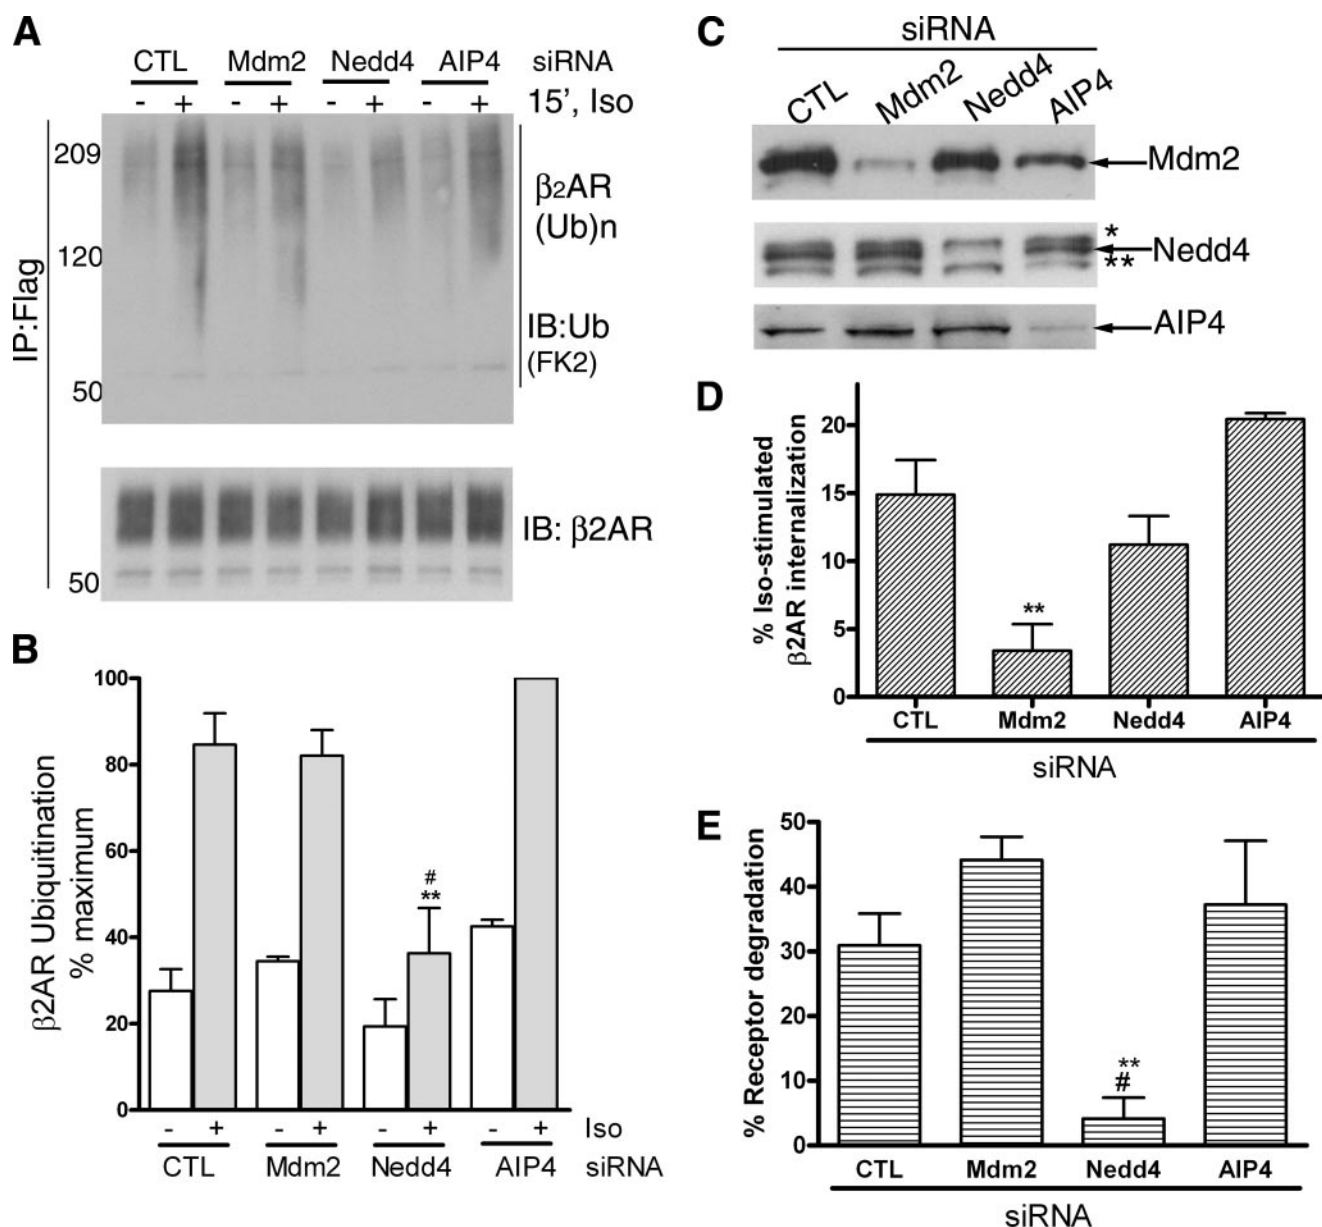 A
CTL Mdm2 Nedd4 AIP4 siRNA
- + - + - + - + 15', Iso
IP:Flag
209
120
50
β2AR
(Ub)n
IB:Ub
(FK2)
50
IB: β2AR
B
β2AR Ubiquitination
% maximum
100
80
60
40
20
0
#
**
- + - + - + - + Iso
CTL Mdm2 Nedd4 AIP4 siRNA
C
siRNA
CTL Mdm2 Nedd4 AIP4
Mdm2
*
Nedd4
**
AIP4
D
% Iso-stimulated
β2AR internalization
20
15
10
5
0
**
CTL Mdm2 Nedd4 AIP4
siRNA
E
% Receptor degradation
50
40
30
20
10
0
**
#
CTL Mdm2 Nedd4 AIP4
siRNA